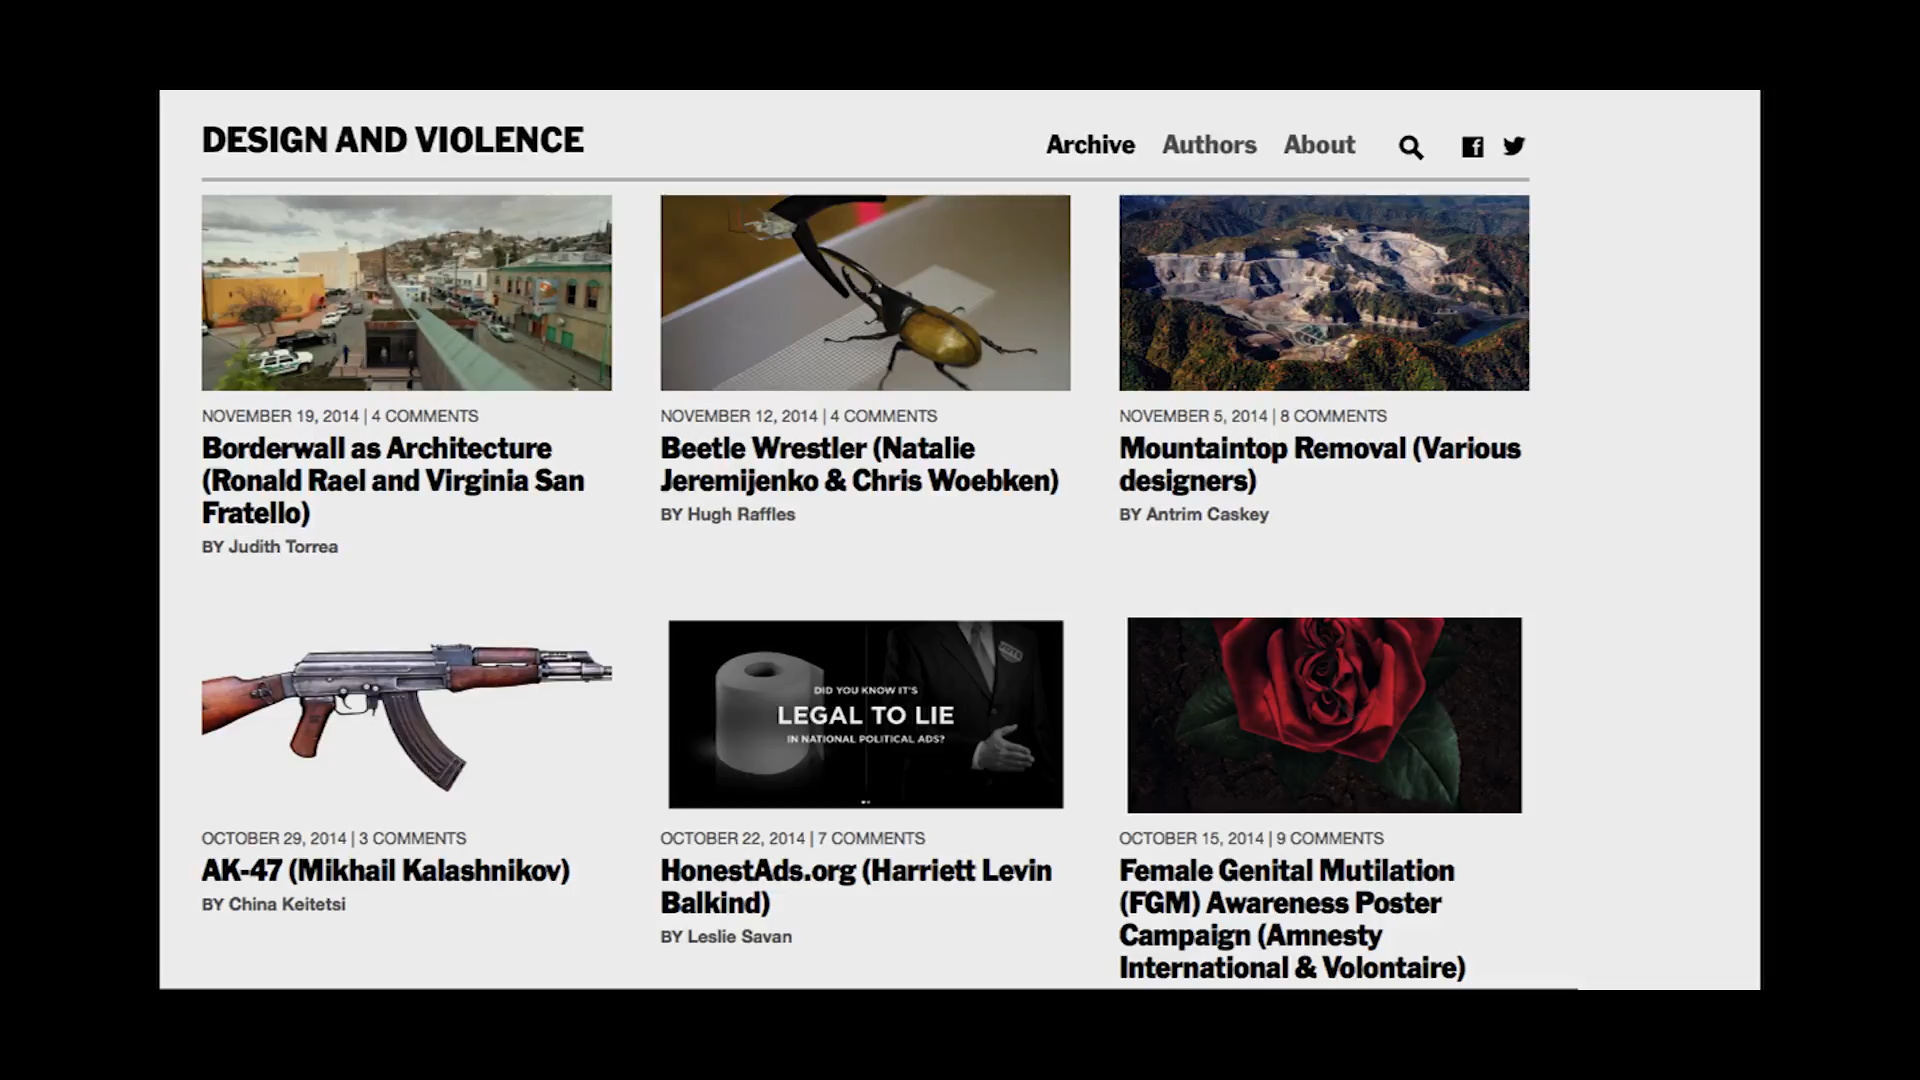 DESIGN AND VIOLENCE
Archive Authors About
NOVEMBER 19, 2014 | 4 COMMENTS
Borderwall as Architecture
(Ronald Rael and Virginia San
Fratello)
BY Judith Torrea
NOVEMBER 12, 2014 | 4 COMMENTS
Beetle Wrestler (Natalie
Jeremijenko & Chris Woebken)
BY Hugh Raffles
NOVEMBER 5, 2014 | 8 COMMENTS
Mountaintop Removal (Various
designers)
BY Antrim Caskey
OCTOBER 29, 2014 | 3 COMMENTS
AK-47 (Mikhail Kalashnikov)
BY China Keitetsi
DID YOU KNOW IT'S
LEGAL TO LIE
IN NATIONAL POLITICAL ADS?
OCTOBER 22, 2014 | 7 COMMENTS
HonestAds.org (Harriett Levin
Balkind)
BY Leslie Savan
OCTOBER 15, 2014 | 9 COMMENTS
Female Genital Mutilation
(FGM) Awareness Poster
Campaign (Amnesty
International & Volontaire)